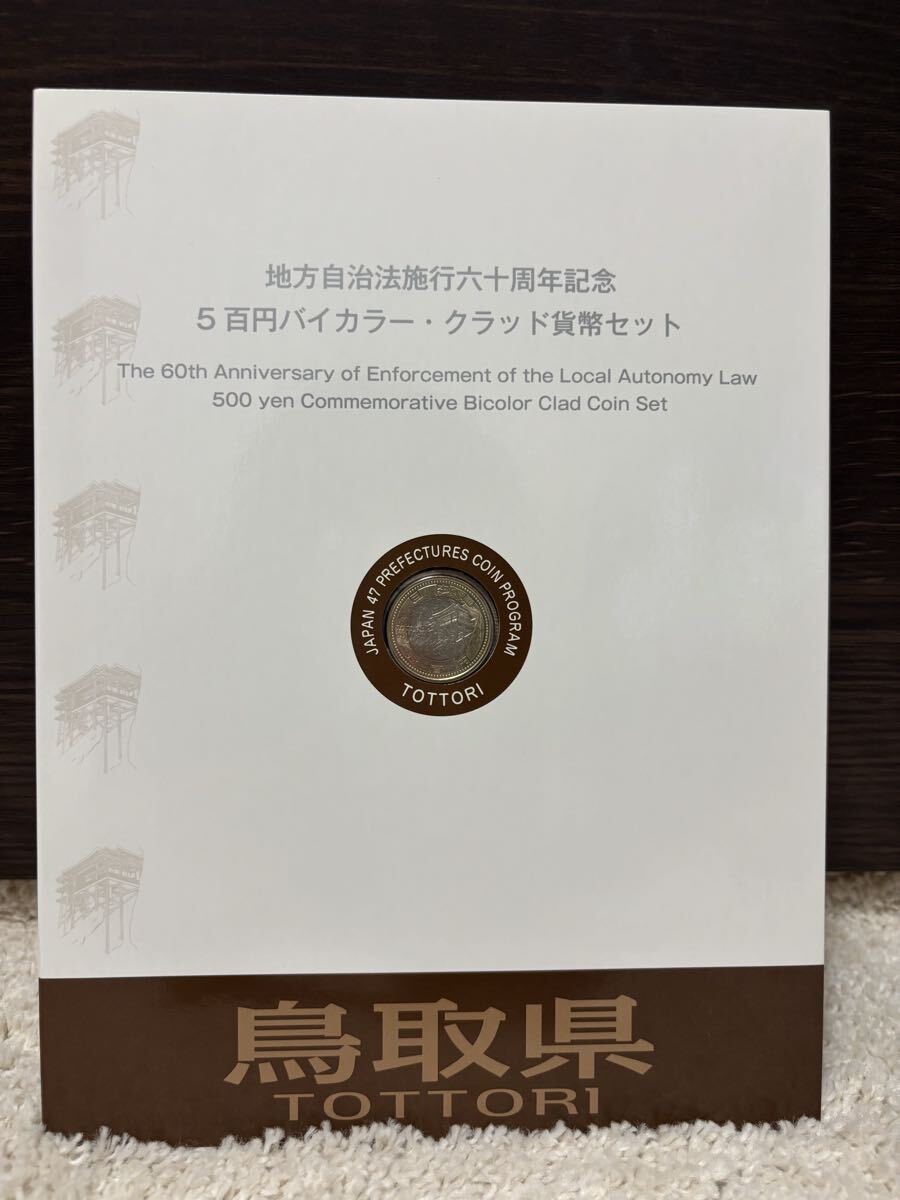 地方自治法施行六十周年記念
5百円バイカラー・クラッド貨幣セット
The 60th Anniversary of Enforcement of the Local Autonomy Law
500 yen Commemorative Bicolor Clad Coin Set
JAPAN 47 PREFECTURES COIN PROGRAM
TOTTORI
鳥取県
TOTTORI